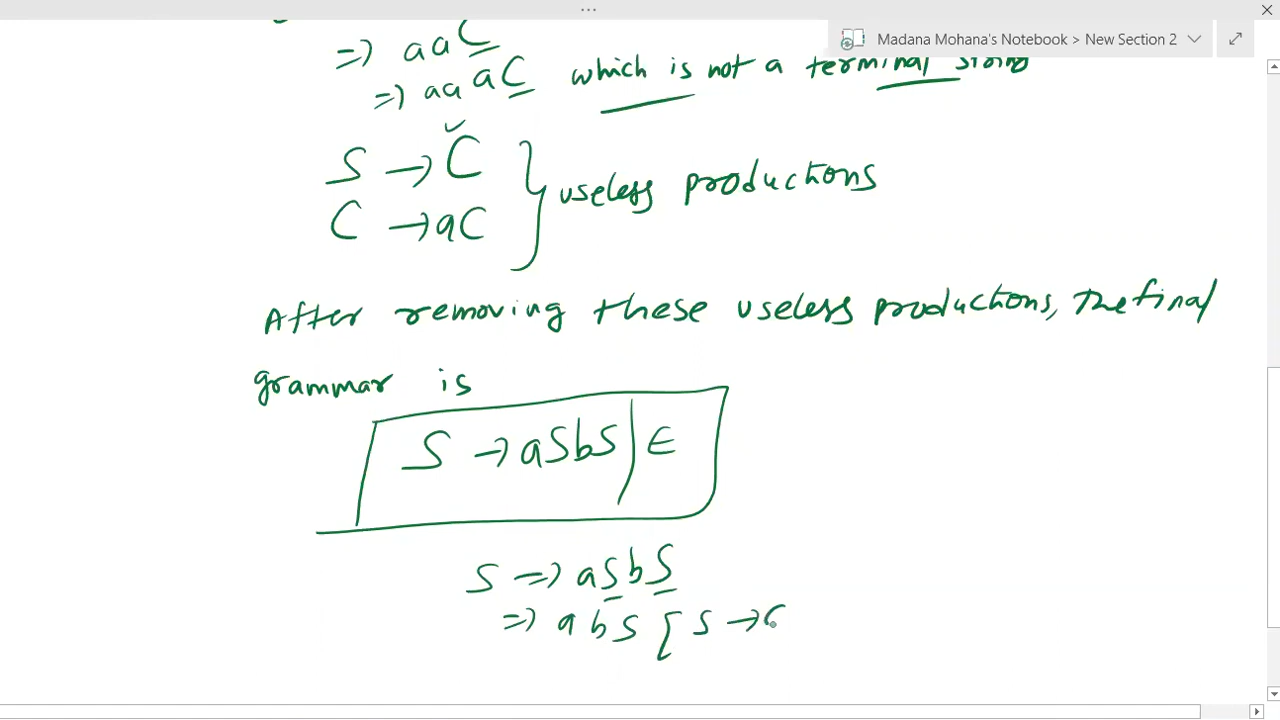 Madana Mohana's Notebook > New Section 2
=> aaC
=> aaaC which is not a terminal string
S → C
C → aC } useless productions
After removing these useless productions, the final
grammar is
S → aSbS | ∈
S => aSbS
=> abS [ S →